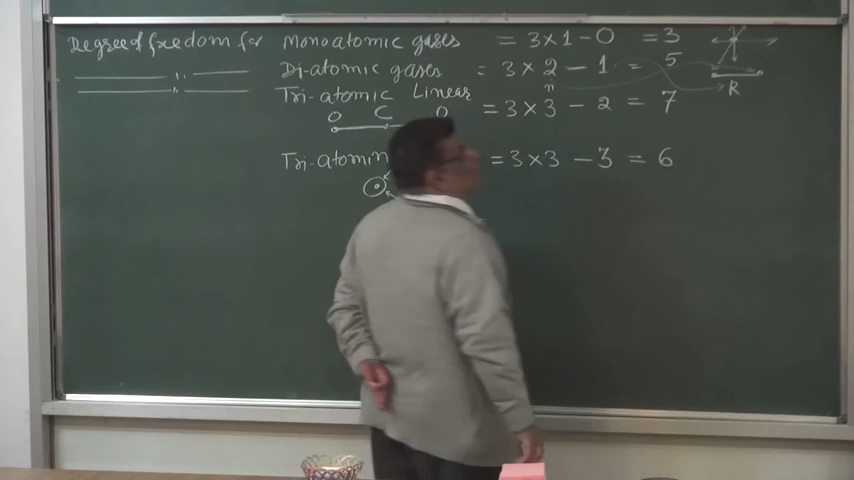 Degree of freedom for Monoatomic gases = 3×1 - 0 = 3
Di-atomic gases = 3 × 2 - 1 = 5
n
Tri-atomic Linear = 3 × 3 - 2 = 7
R
O C O
Tri-atomin = 3×3 - 3 = 6